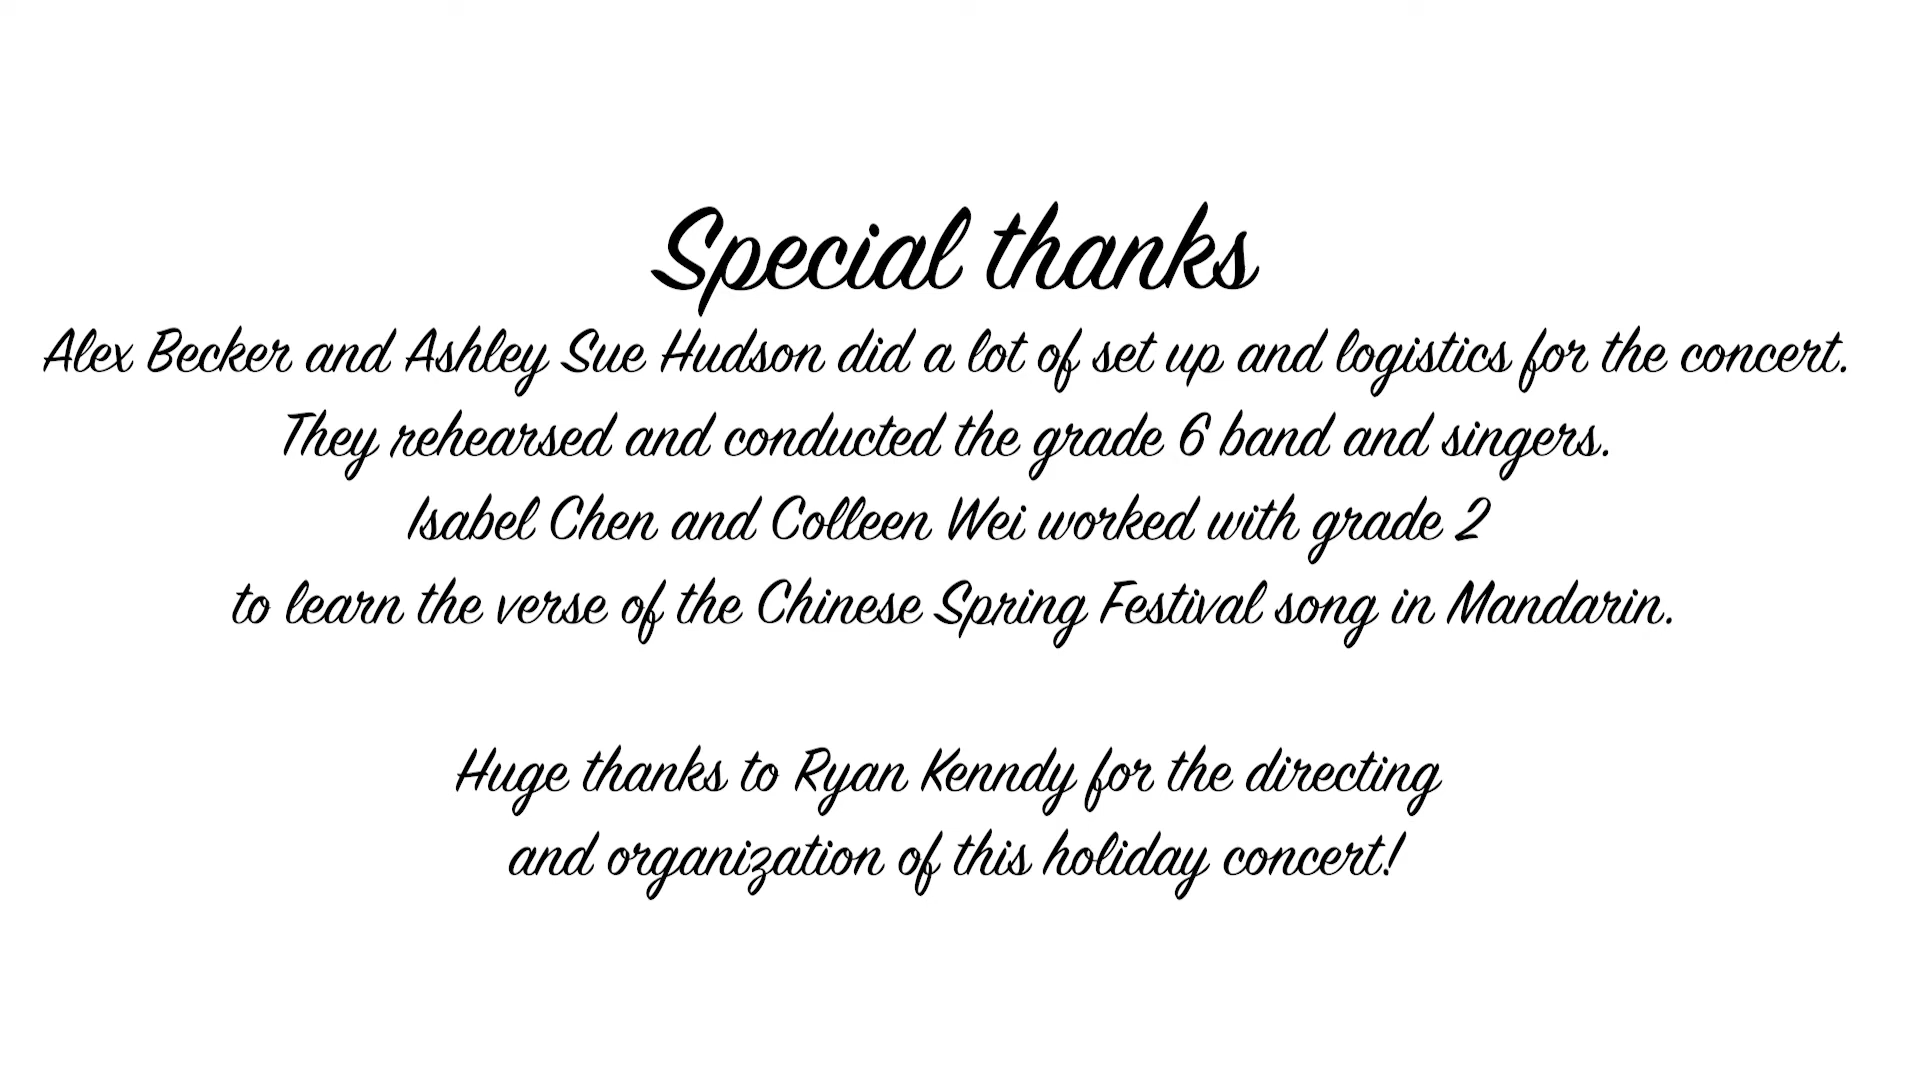 Special thanks
Alex Becker and Ashley Sue Hudson did a lot of set up and logistics for the concert.
They rehearsed and conducted the grade 6 band and singers.
Isabel Chen and Colleen Wei worked with grade 2
to learn the verse of the Chinese Spring Festival song in Mandarin.
Huge thanks to Ryan Kenndy for the directing
and organization of this holiday concert!